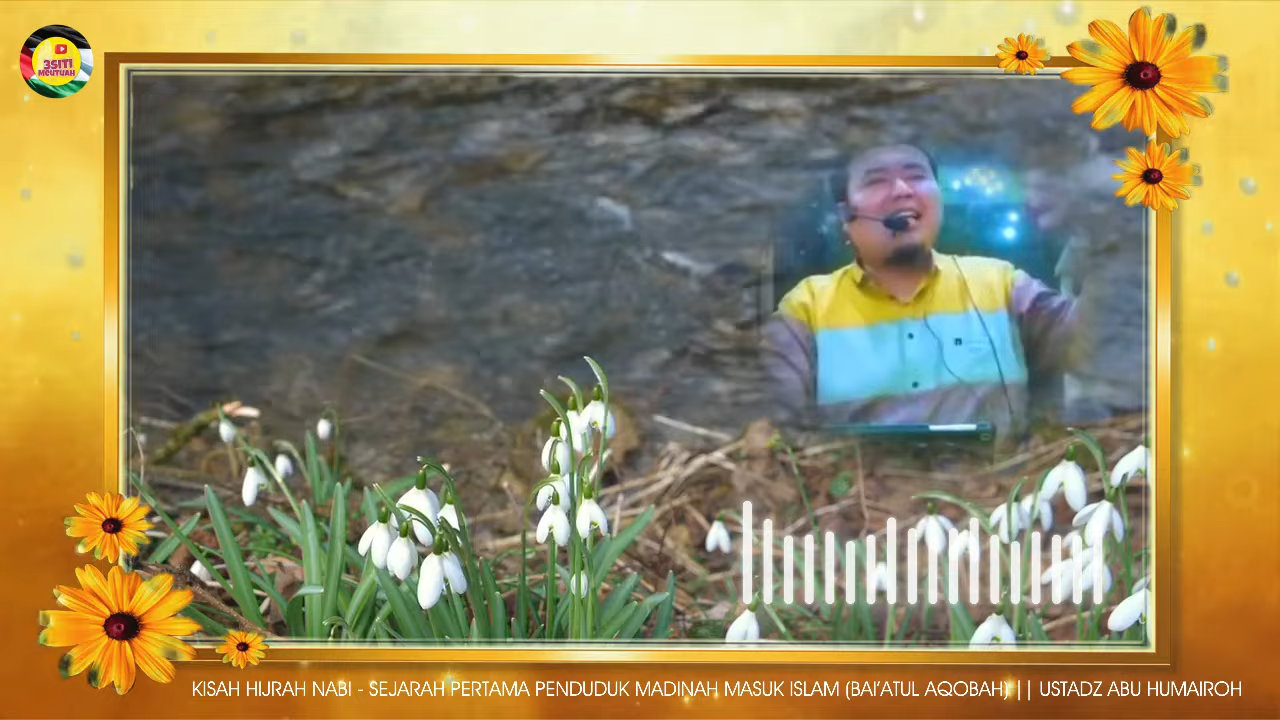 3SITI
MEUTUAH
KISAH HIJRAH NABI - SEJARAH PERTAMA PENDUDUK MADINAH MASUK ISLAM (BAI'ATUL AQOBAH) || USTADZ ABU HUMAIROH